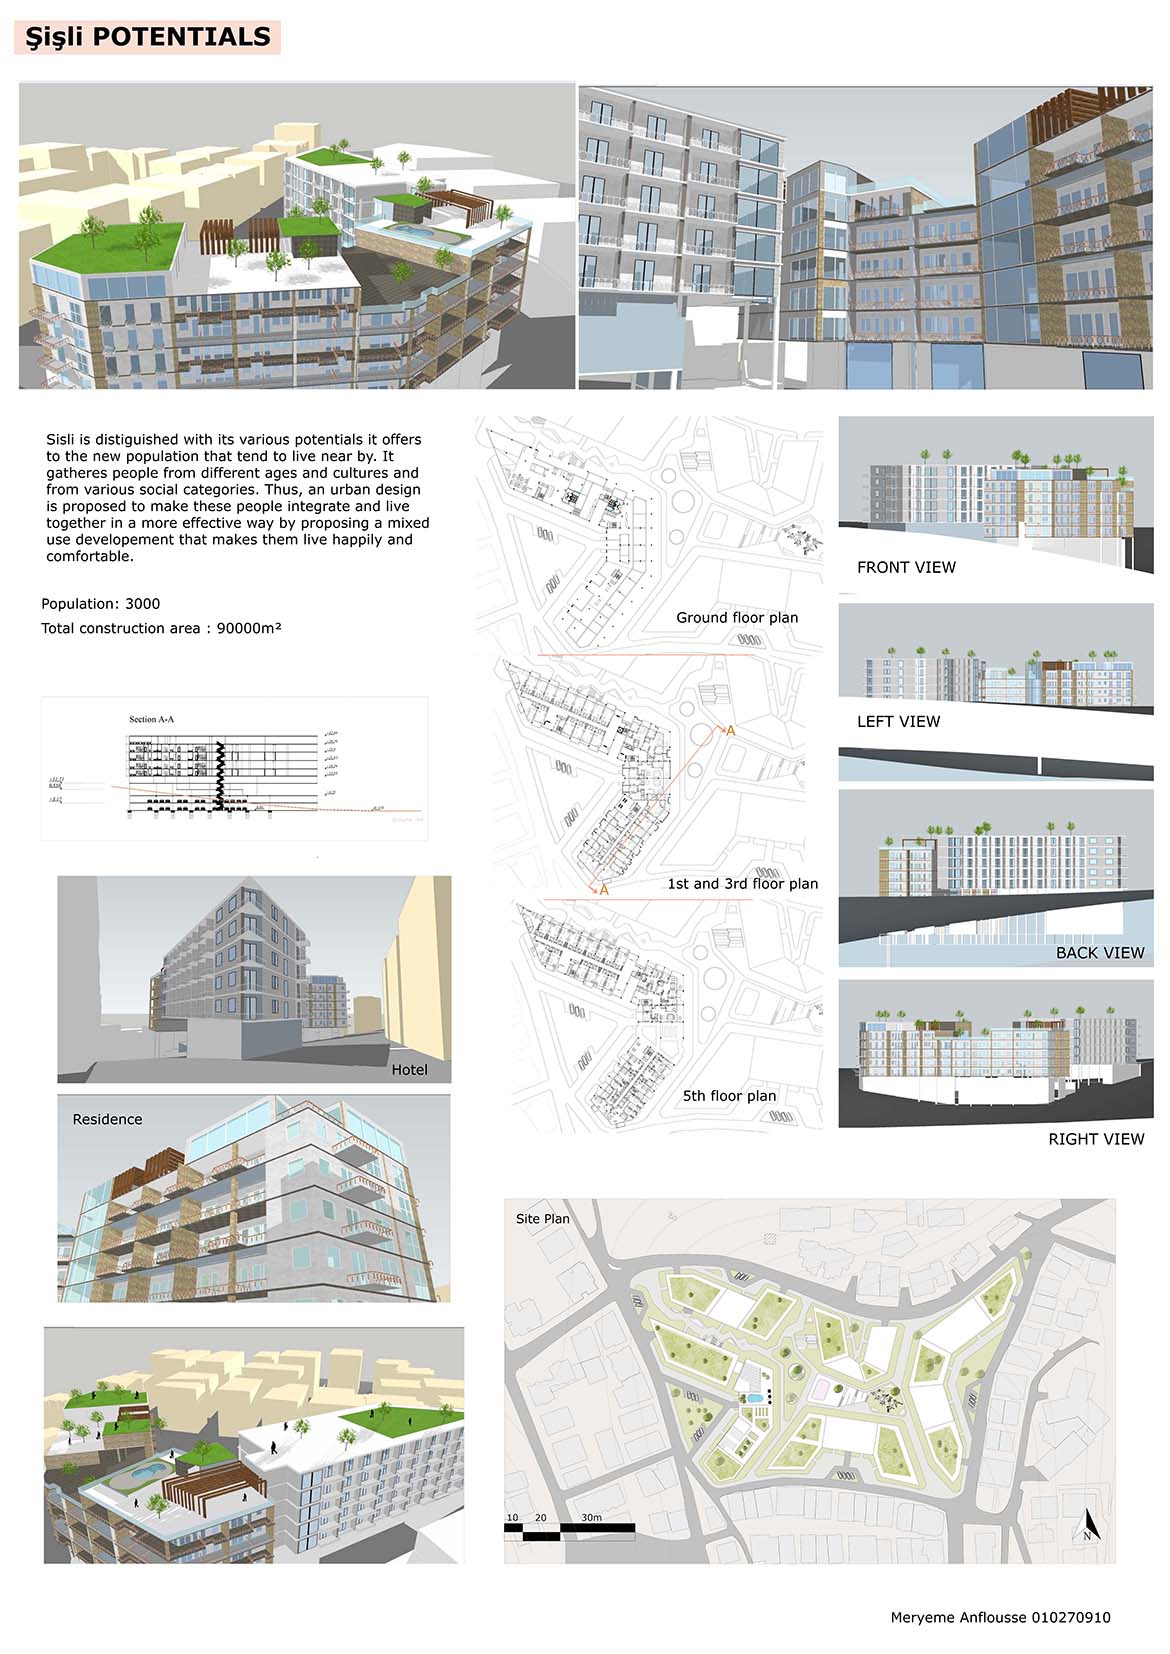 Şişli POTENTIALS
Sisli is distiguished with its various potentials it offers
to the new population that tend to live near by. It
gatheres people from different ages and cultures and
from various social categories. Thus, an urban design
is proposed to make these people integrate and live
together in a more effective way by proposing a mixed
use developement that makes them live happily and
comfortable.
Population: 3000
Total construction area : 90000m²
Section A-A
Hotel
Residence
Ground floor plan
A
A
1st and 3rd floor plan
5th floor plan
FRONT VIEW
LEFT VIEW
BACK VIEW
RIGHT VIEW
Site Plan
10 20 30m
N
Meryeme Anflousse 010270910